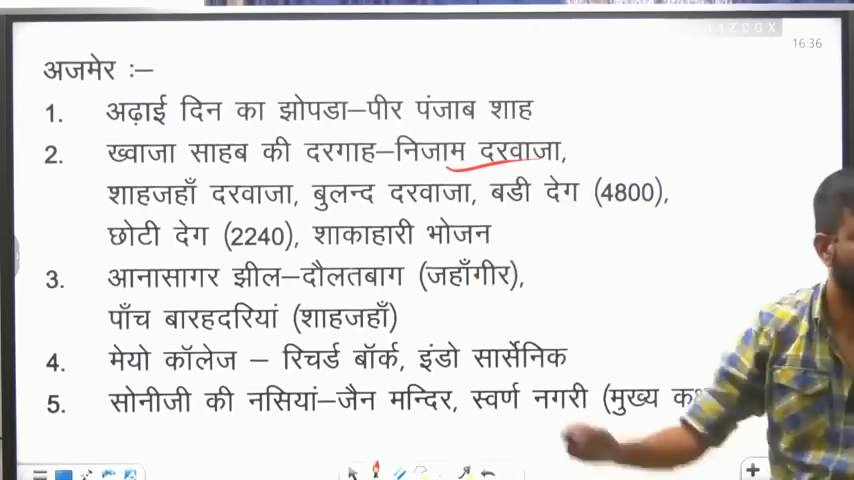 16:36
अजमेर :–
1. अढ़ाई दिन का झोपडा–पीर पंजाब शाह
2. ख्वाजा साहब की दरगाह–निजाम दरवाजा,
शाहजहाँ दरवाजा, बुलन्द दरवाजा, बडी देग (4800),
छोटी देग (2240), शाकाहारी भोजन
3. आनासागर झील–दौलतबाग (जहाँगीर),
पाँच बारहदरियां (शाहजहाँ)
4. मेयो कॉलेज – रिचर्ड बॉर्क, इंडो सार्सेनिक
5. सोनीजी की नसियां–जैन मन्दिर, स्वर्ण नगरी (मुख्य